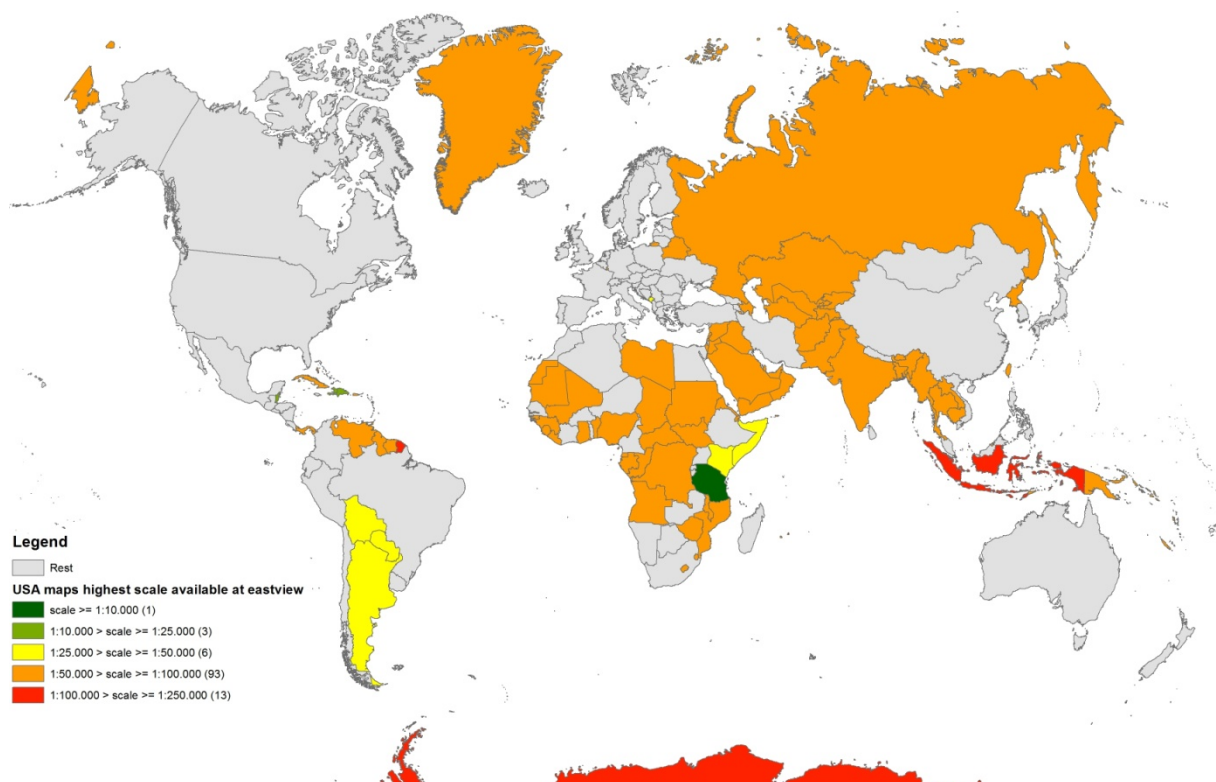 Legend
Rest
USA maps highest scale available at eastview
scale >= 1:10.000 (1)
1:10.000 > scale >= 1:25.000 (3)
1:25.000 > scale >= 1:50.000 (6)
1:50.000 > scale >= 1:100.000 (93)
1:100.000 > scale >= 1:250.000 (13)